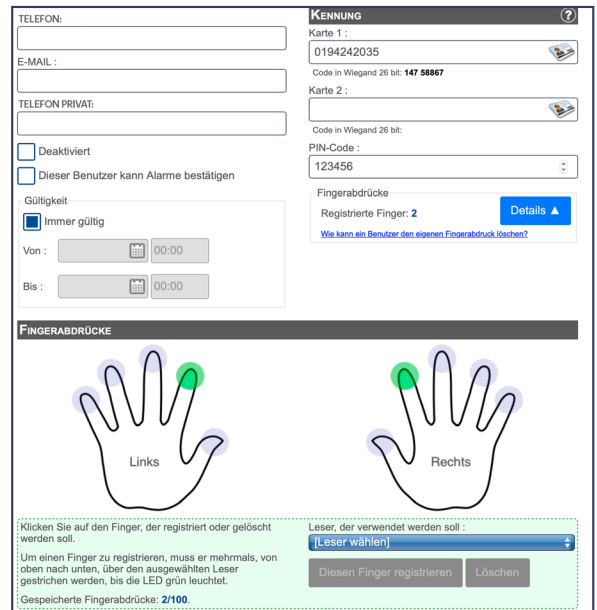 TELEFON:
E-MAIL :
TELEFON PRIVAT:
Deaktiviert
Dieser Benutzer kann Alarme bestätigen
Gültigkeit
Immer gültig
Von :
00:00
Bis :
00:00
KENNUNG
?
Karte 1 :
0194242035
Code in Wiegand 26 bit: 147 58867
Karte 2 :
Code in Wiegand 26 bit:
PIN-Code :
123456
Fingerabdrücke
Registrierte Finger: 2
Details ▲
Wie kann ein Benutzer den eigenen Fingerabdruck löschen?
FINGERABDRÜCKE
Links
Rechts
Klicken Sie auf den Finger, der registriert oder gelöscht
werden soll.
Um einen Finger zu registrieren, muss er mehrmals, von
oben nach unten, über den ausgewählten Leser
gestrichen werden, bis die LED grün leuchtet.
Gespeicherte Fingerabdrücke: 2/100.
Leser, der verwendet werden soll :
[Leser wählen]
Diesen Finger registrieren
Löschen